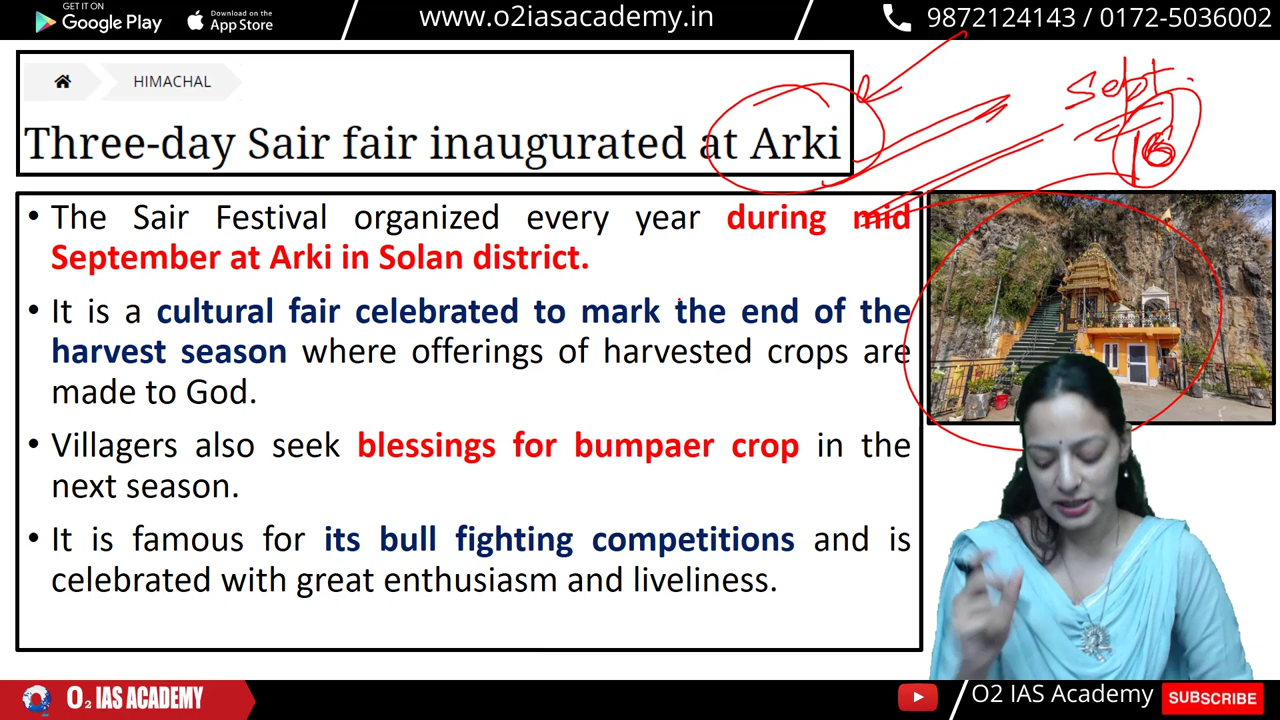 GET IT ON
Google Play
Download on the
App Store
www.o2iasacademy.in
9872124143 / 0172-5036002
HIMACHAL
Three-day Sair fair inaugurated at Arki
Sept.
16
• The Sair Festival organized every year during mid
September at Arki in Solan district.
• It is a cultural fair celebrated to mark the end of the
harvest season where offerings of harvested crops are
made to God.
• Villagers also seek blessings for bumpaer crop in the
next season.
• It is famous for its bull fighting competitions and is
celebrated with great enthusiasm and liveliness.
O2 IAS ACADEMY
O2 IAS Academy
SUBSCRIBE